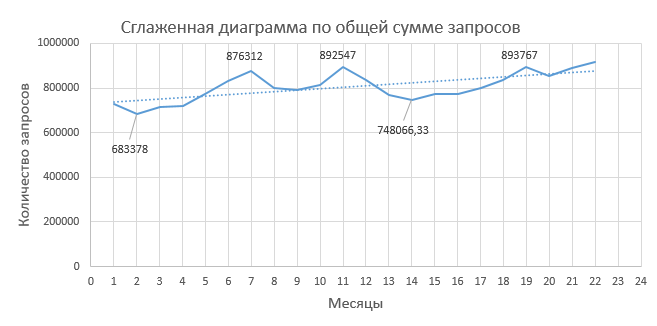 Сглаженная диаграмма по общей сумме запросов
1000000
876312
892547
893767
800000
748066,33
683378
600000
400000
200000
0
Количество запросов
0 1 2 3 4 5 6 7 8 9 10 11 12 13 14 15 16 17 18 19 20 21 22 23 24
Месяцы